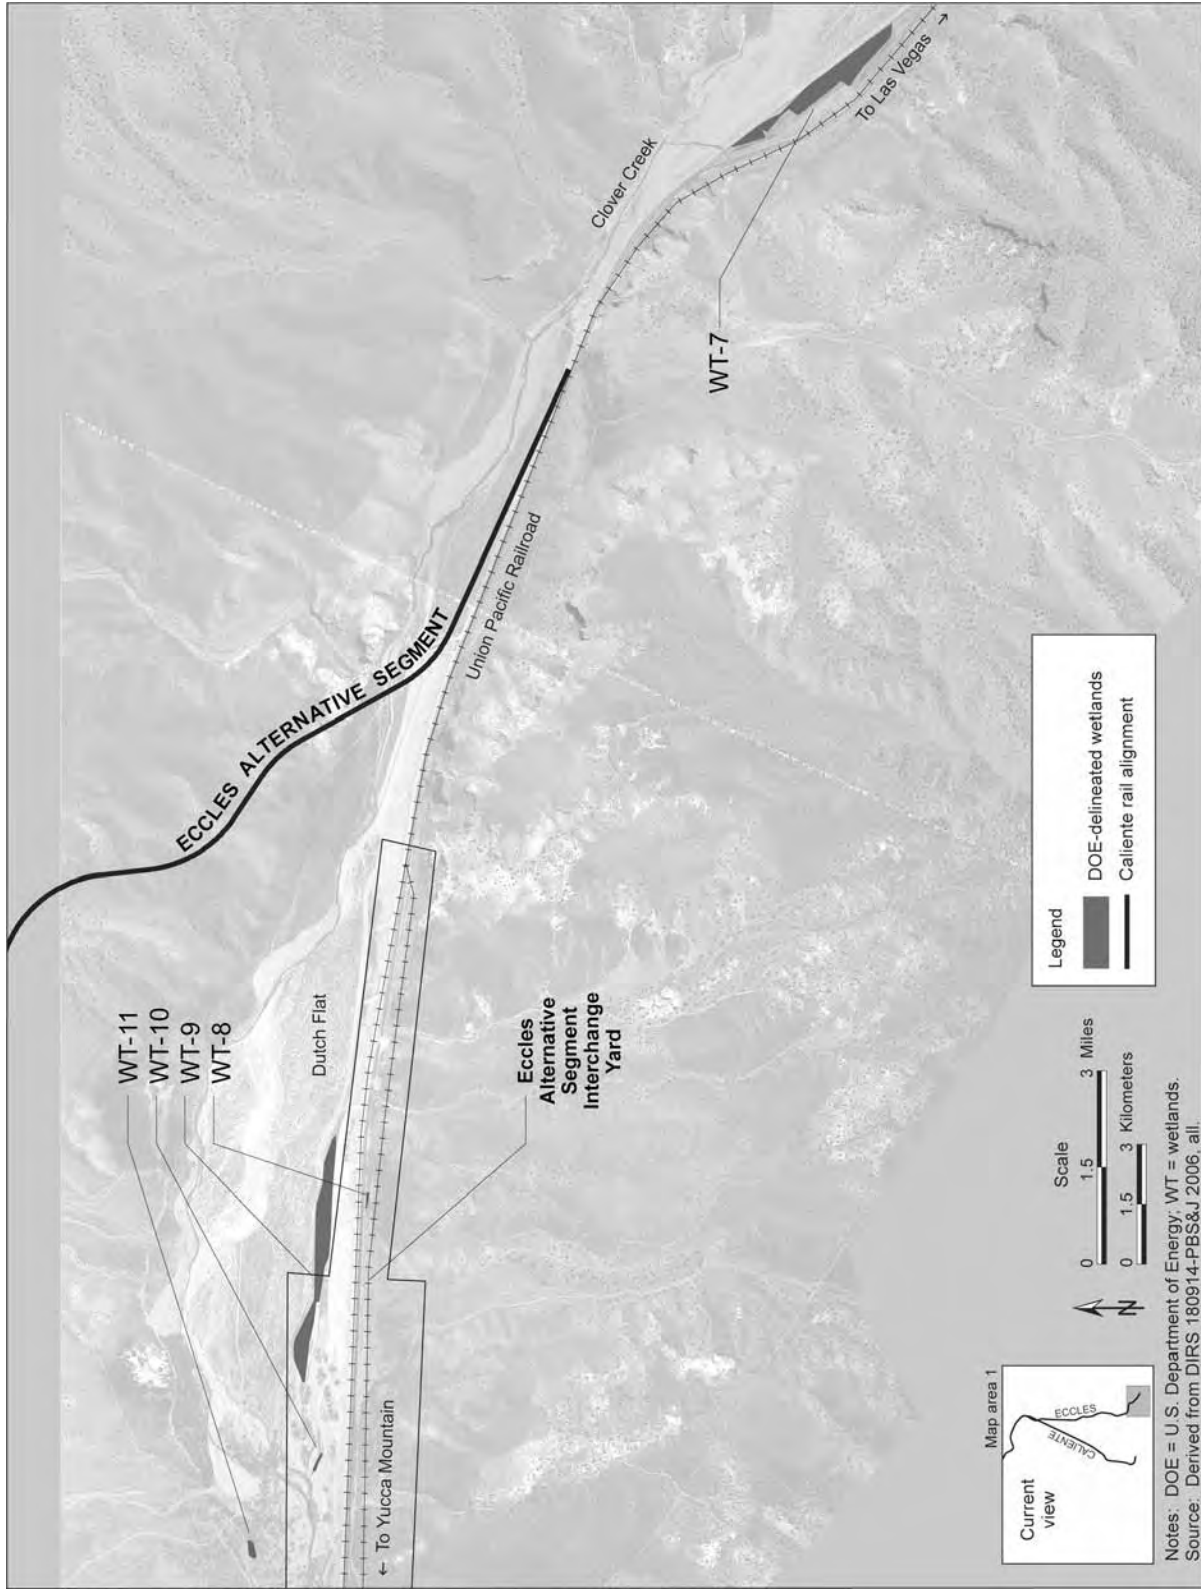 WT-11
WT-10
WT-9
WT-8
Dutch Flat
ECCLES ALTERNATIVE SEGMENT
Clover Creek
Union Pacific Railroad
To Las Vegas →
WT-7
Eccles
Alternative
Segment
Interchange
Yard
← To Yucca Mountain
Map area 1
Current
view
ECCLES
CALIENTE
N
Scale
0 1.5 3 Miles
0 1.5 3 Kilometers
Legend
DOE-delineated wetlands
Caliente rail alignment
Notes: DOE = U.S. Department of Energy; WT = wetlands.
Source: Derived from DIRS 180914-PBS&J 2006, all.